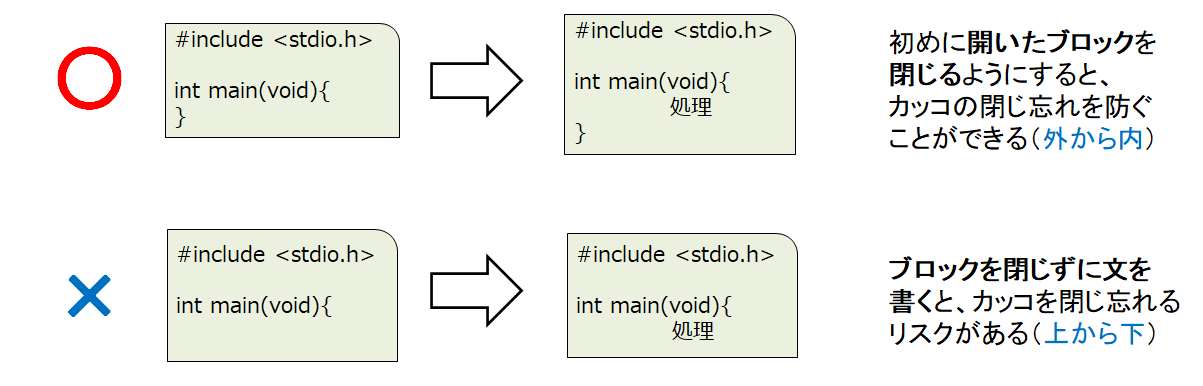 #include <stdio.h>
int main(void){
}
#include <stdio.h>
int main(void){
処理
}
初めに開いたブロックを
閉じるようにすると、
カッコの閉じ忘れを防ぐ
ことができる(外から内)
#include <stdio.h>
int main(void){
#include <stdio.h>
int main(void){
処理
ブロックを閉じずに文を
書くと、カッコを閉じ忘れる
リスクがある(上から下)